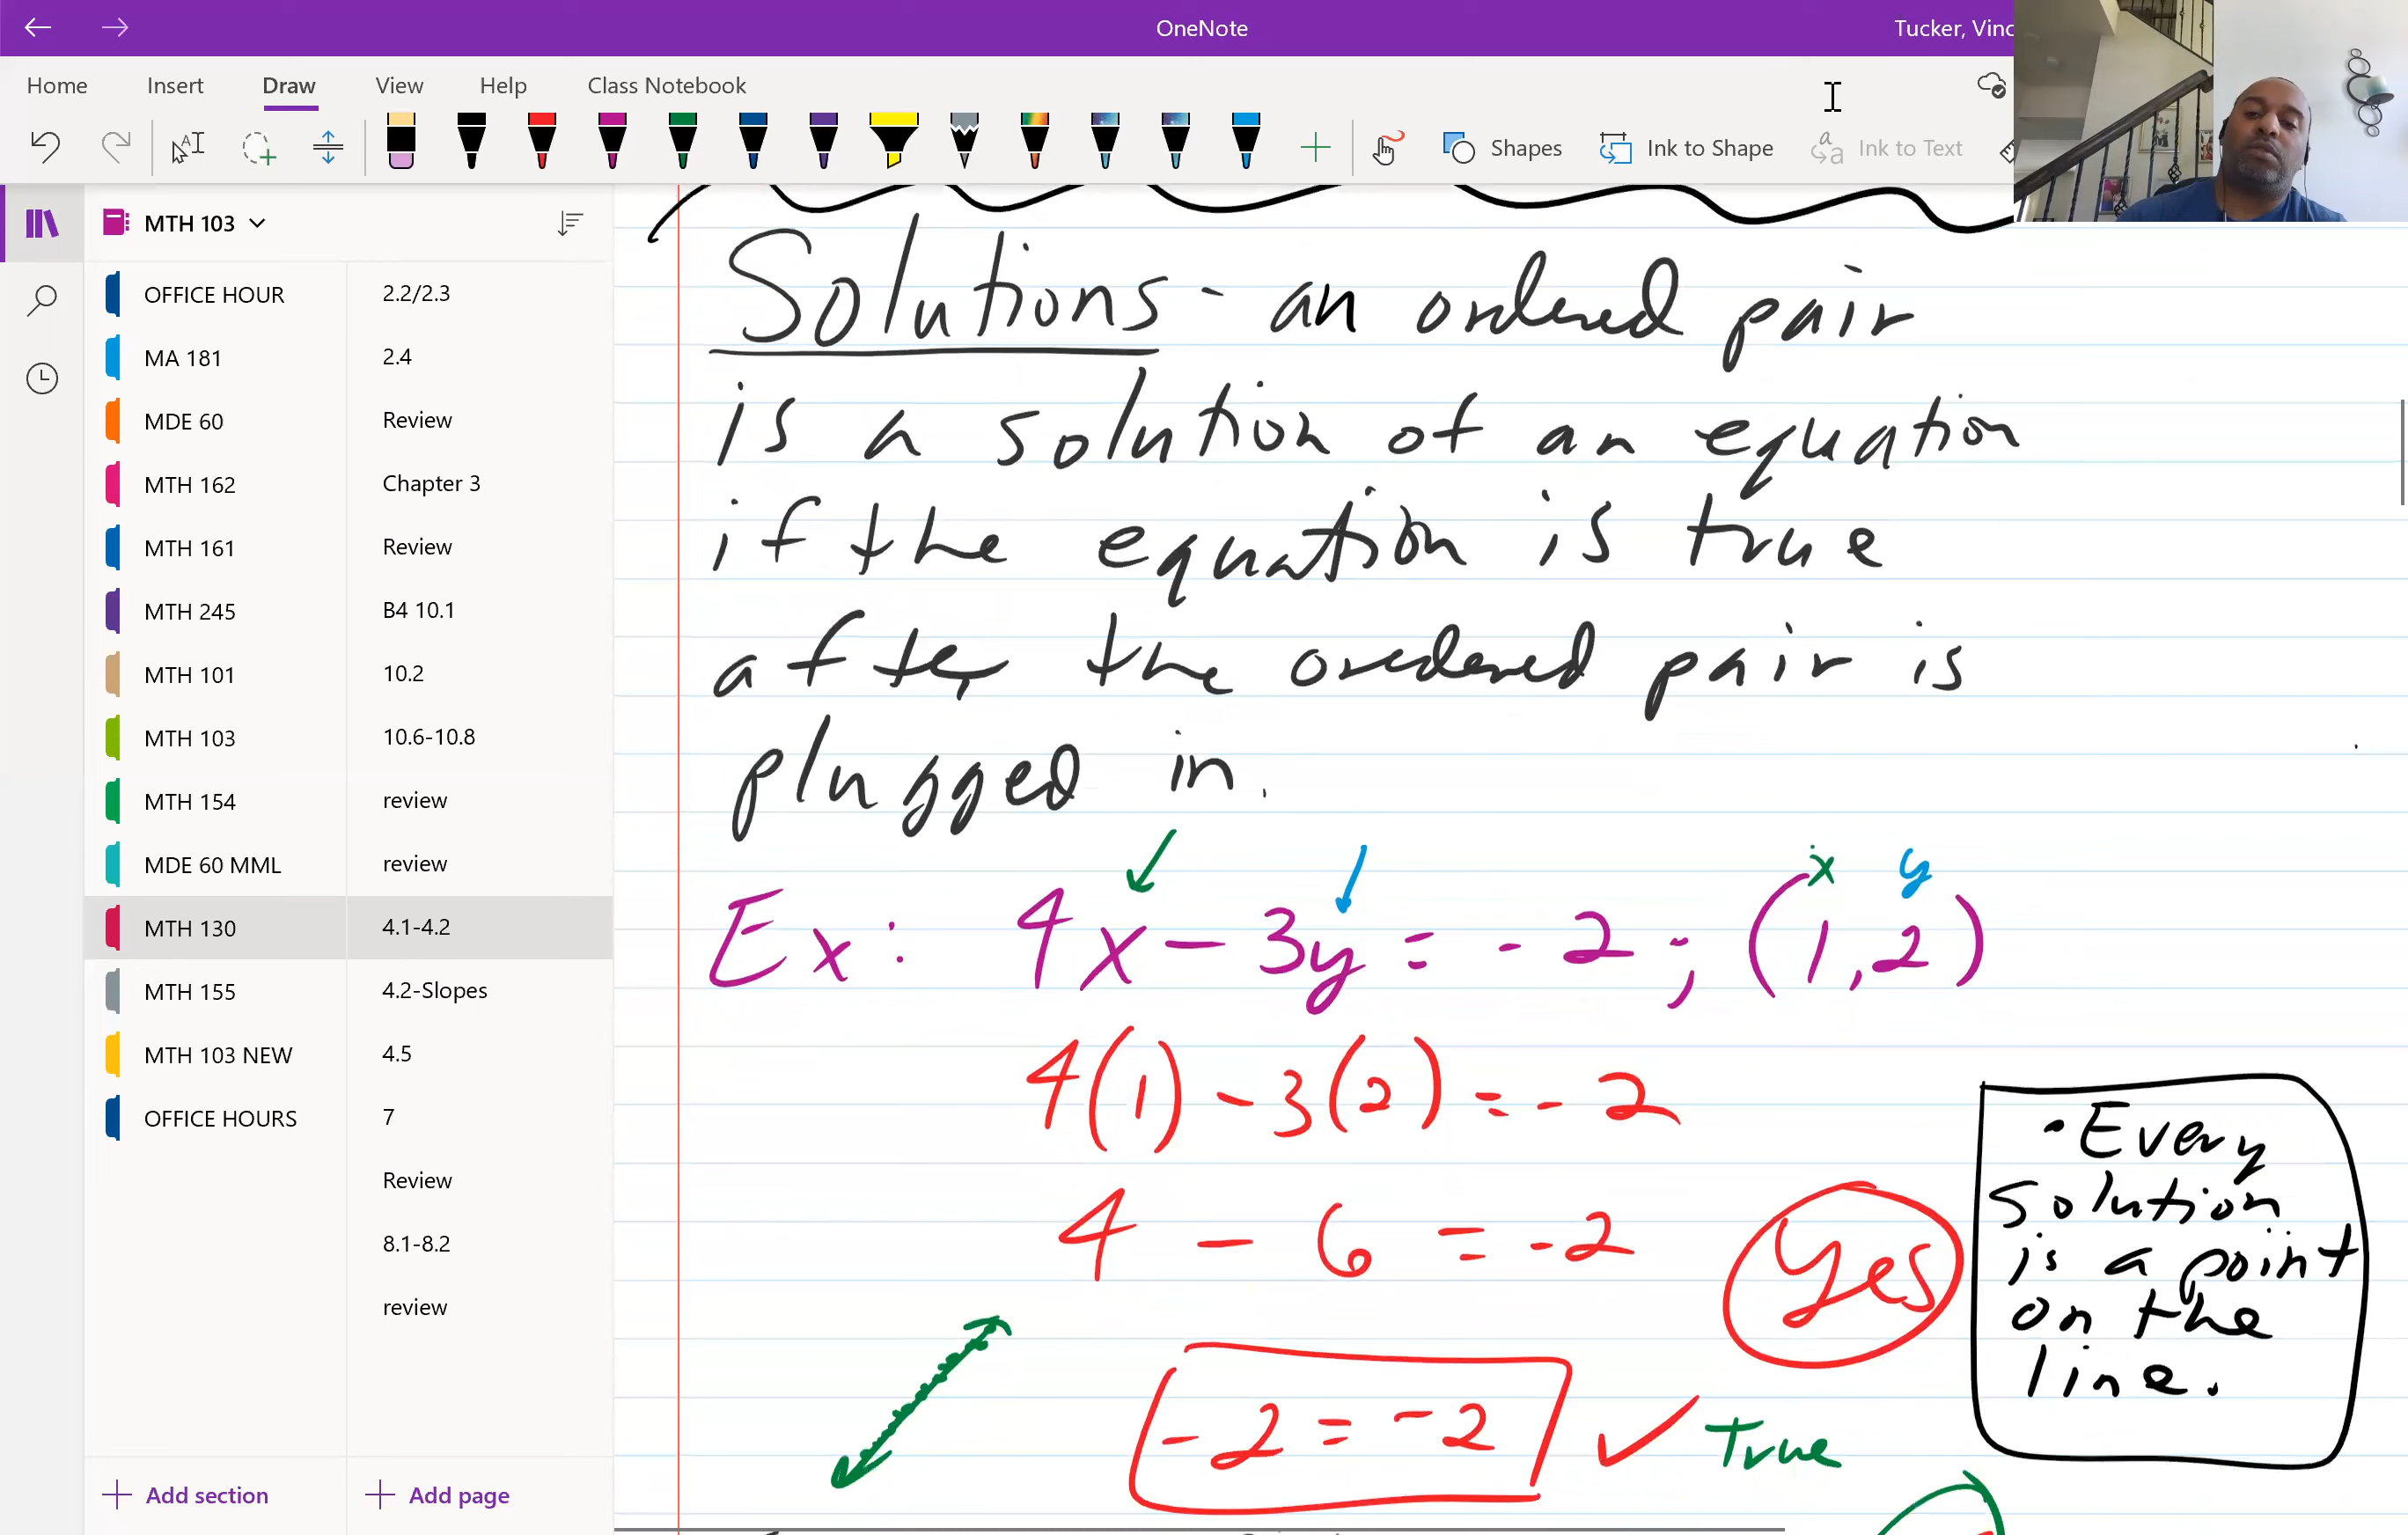 OneNote
Tucker, Vinc
Home Insert Draw View Help Class Notebook
Shapes Ink to Shape Ink to Text
MTH 103
OFFICE HOUR
MA 181
MDE 60
MTH 162
MTH 161
MTH 245
MTH 101
MTH 103
MTH 154
MDE 60 MML
MTH 130
MTH 155
MTH 103 NEW
OFFICE HOURS
Add section
2.2/2.3
2.4
Review
Chapter 3
Review
B4 10.1
10.2
10.6-10.8
review
review
4.1-4.2
4.2-Slopes
4.5
7
Review
8.1-8.2
review
Add page
Solutions - an ordered pair
is a solution of an equation
if the equation is true
after the oredered pair is
plugged in.
x y
Ex: 4x - 3y = -2 ; (1,2)
4(1) - 3(2) = -2
4 - 6 = -2
Yes
-2 = -2 ✓ True
• Every
solution
is a point
on the
line.